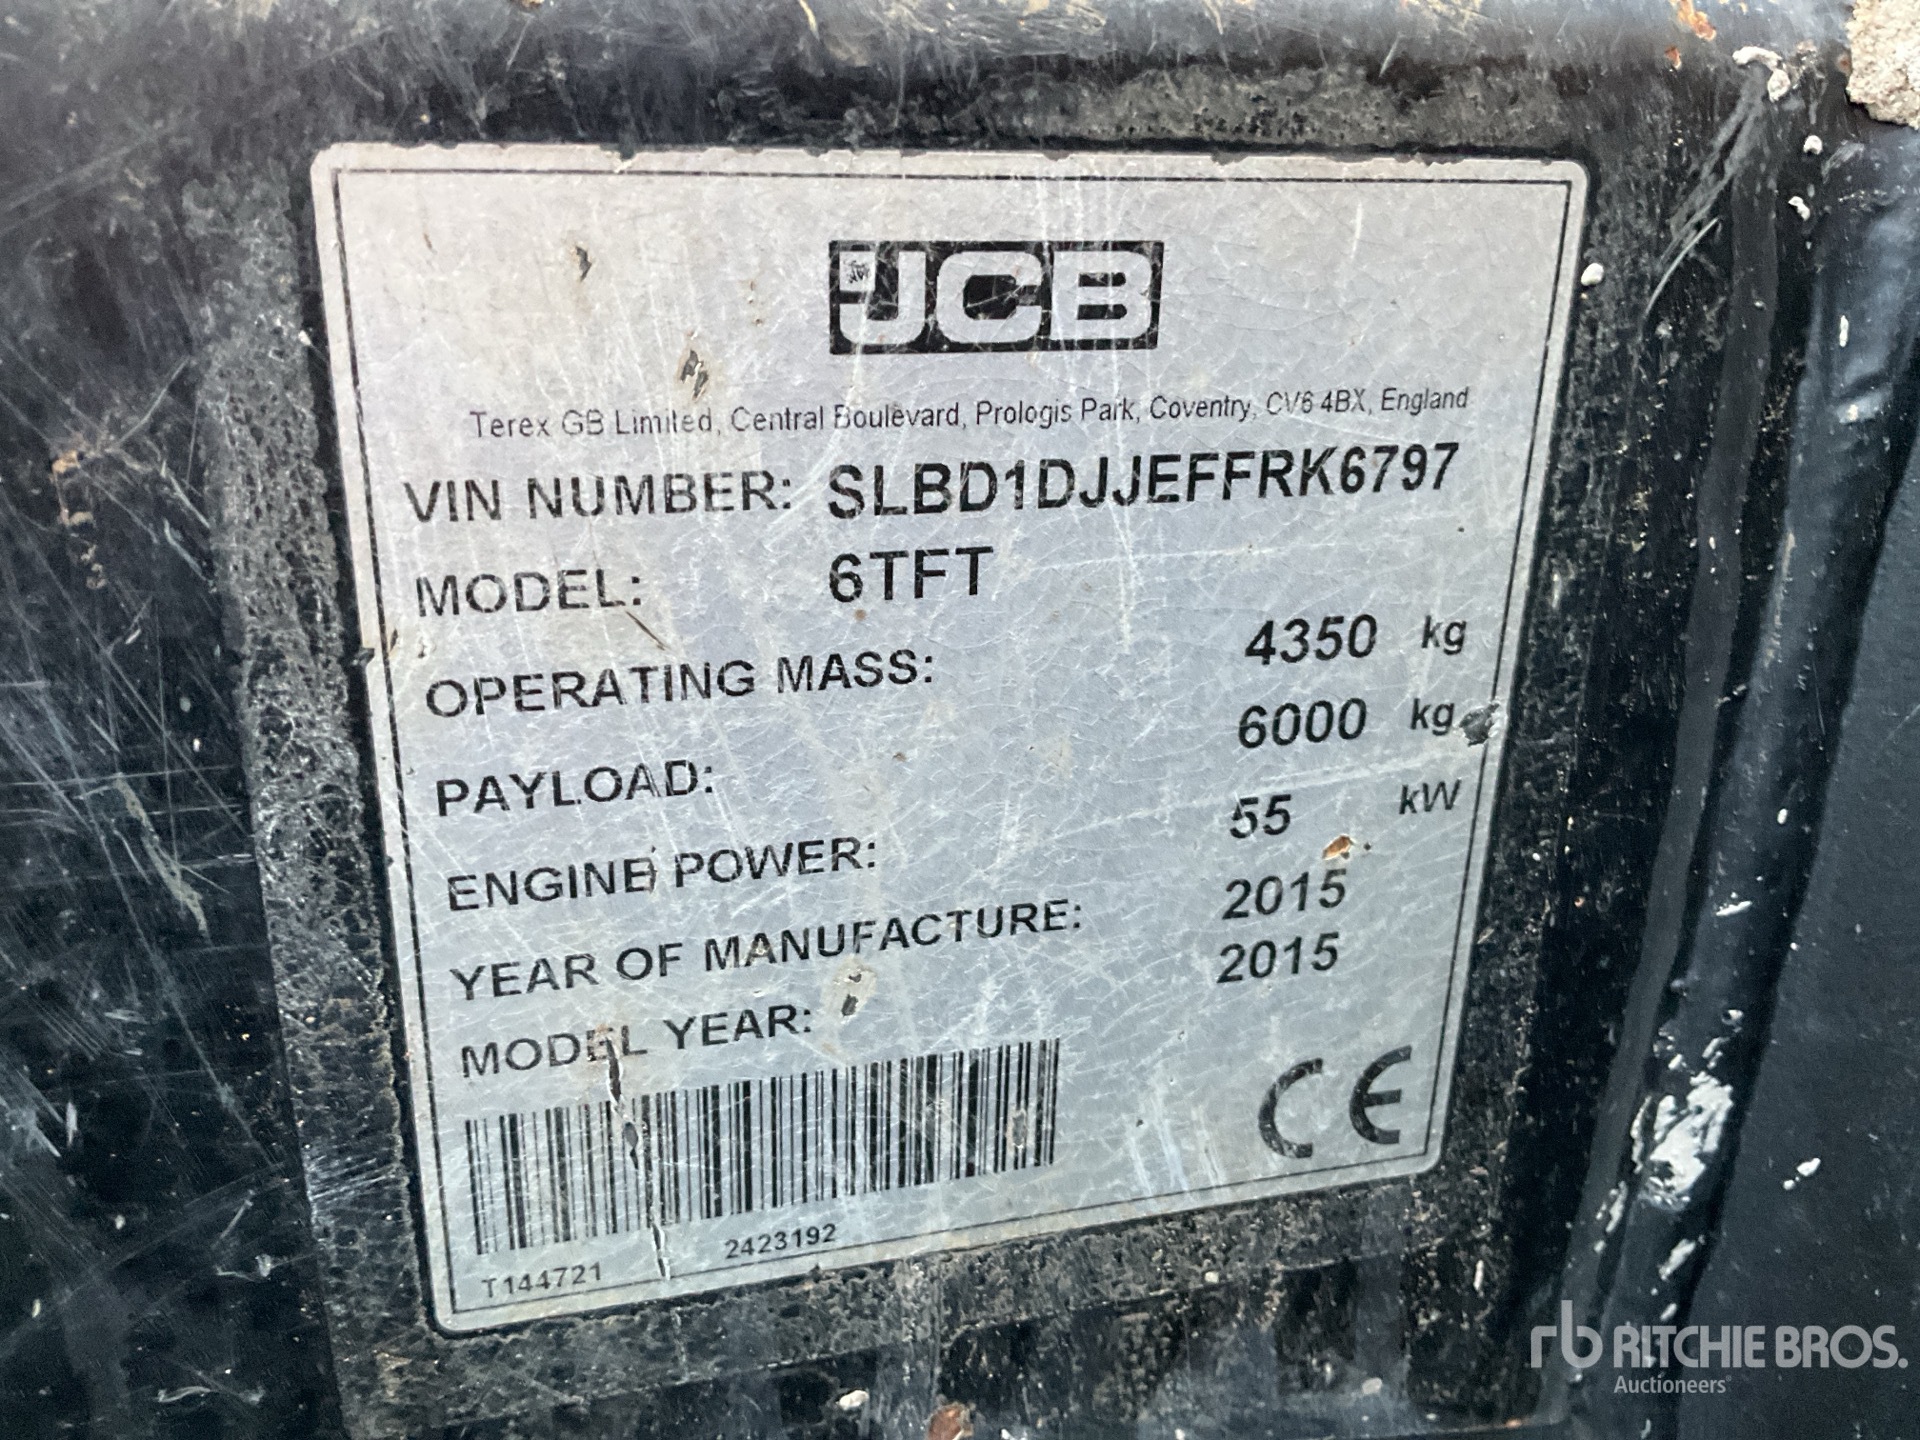 JCB
Terex GB Limited, Central Boulevard, Prologis Park, Coventry, CV6 4BX, England
VIN NUMBER: SLBD1DJJEFFRK6797
MODEL: 6TFT
OPERATING MASS: 4350 kg
PAYLOAD: 6000 kg
ENGINE POWER: 55 kW
YEAR OF MANUFACTURE: 2015
MODEL YEAR: 2015
CE
T144721 2423192
rb RITCHIE BROS.
Auctioneers